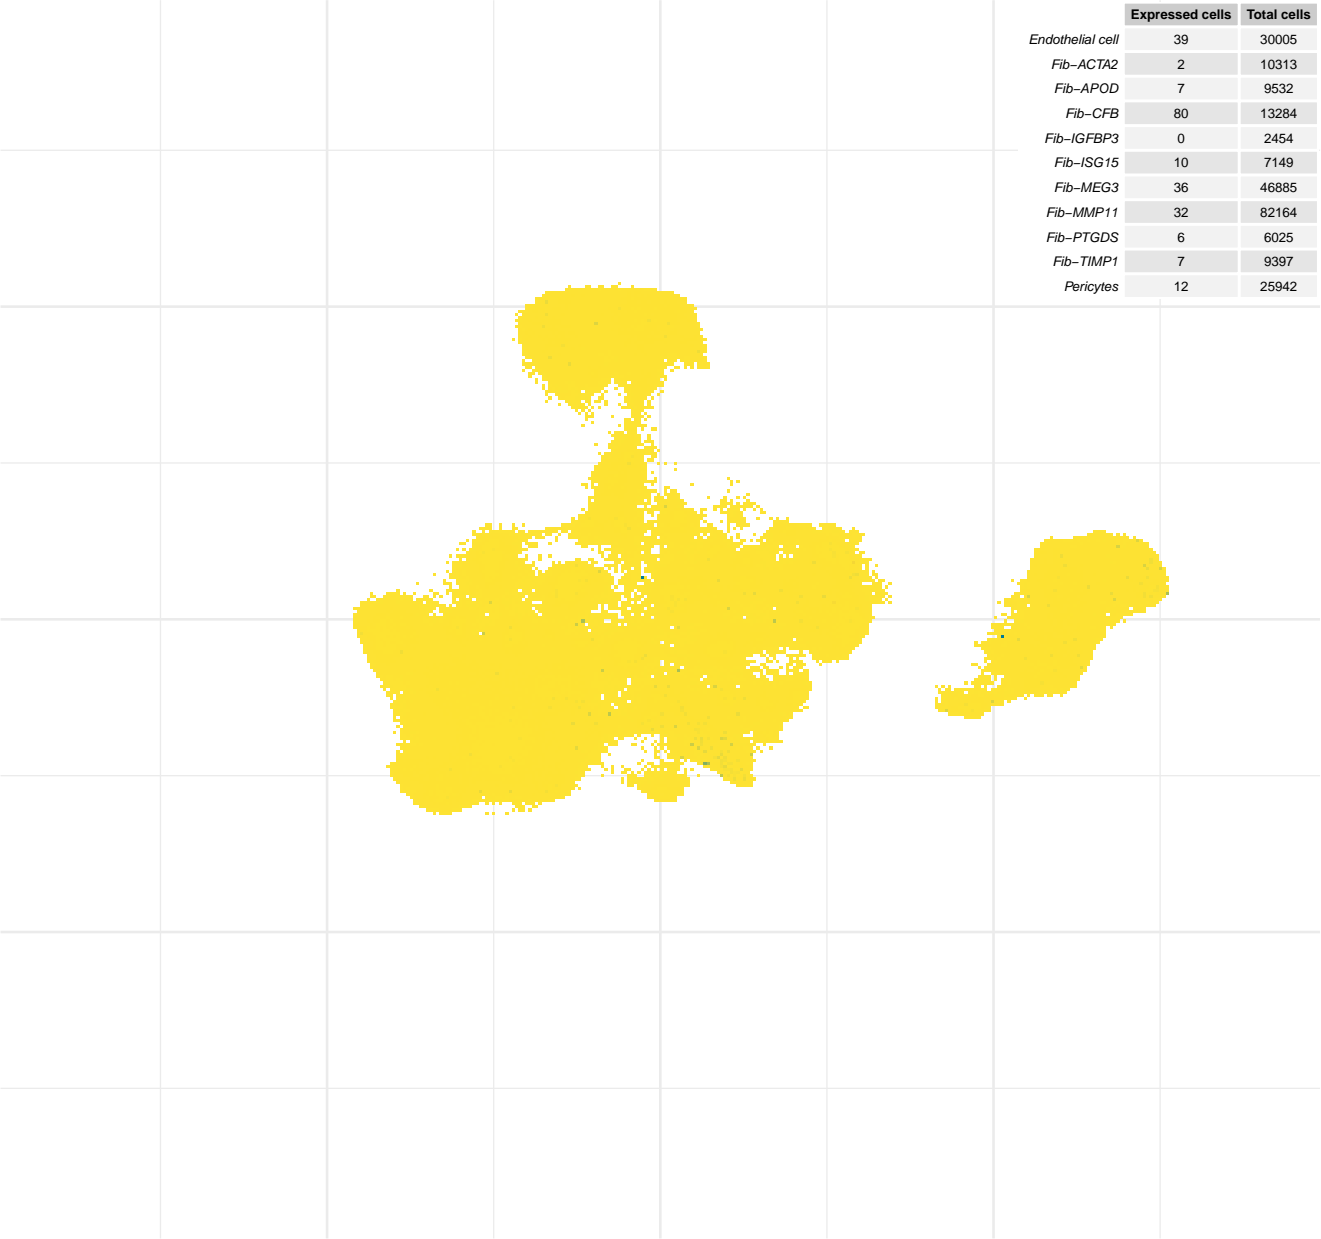 Expressed cells Total cells
Endothelial cell 39 30005
Fib−ACTA2 2 10313
Fib−APOD 7 9532
Fib−CFB 80 13284
Fib−IGFBP3 0 2454
Fib−ISG15 10 7149
Fib−MEG3 36 46885
Fib−MMP11 32 82164
Fib−PTGDS 6 6025
Fib−TIMP1 7 9397
Pericytes 12 25942